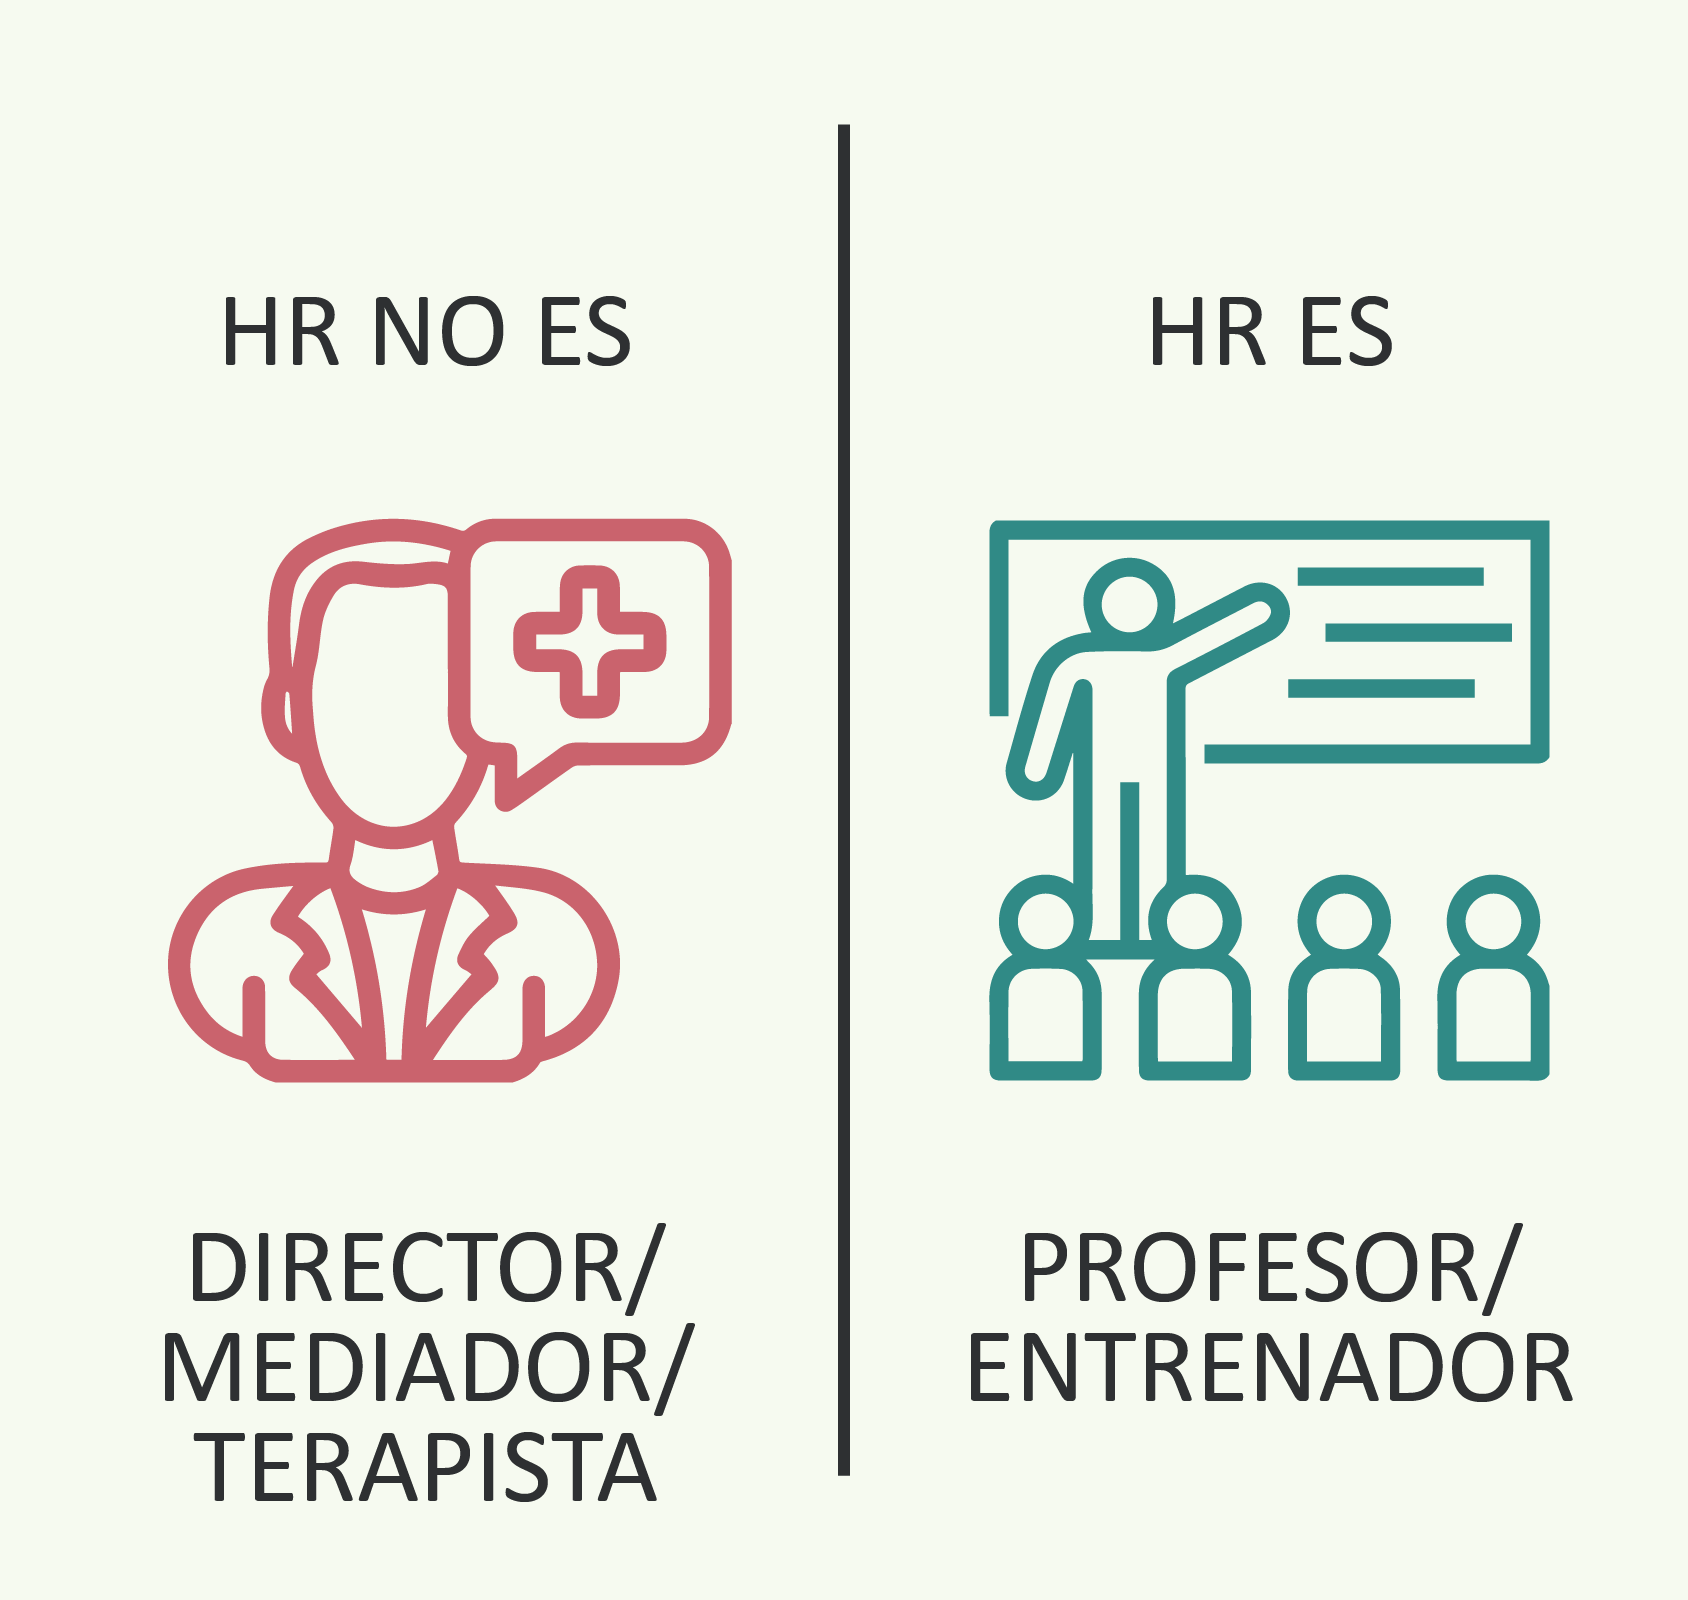 HR NO ES
DIRECTOR/
MEDIADOR/
TERAPISTA
HR ES
PROFESOR/
ENTRENADOR